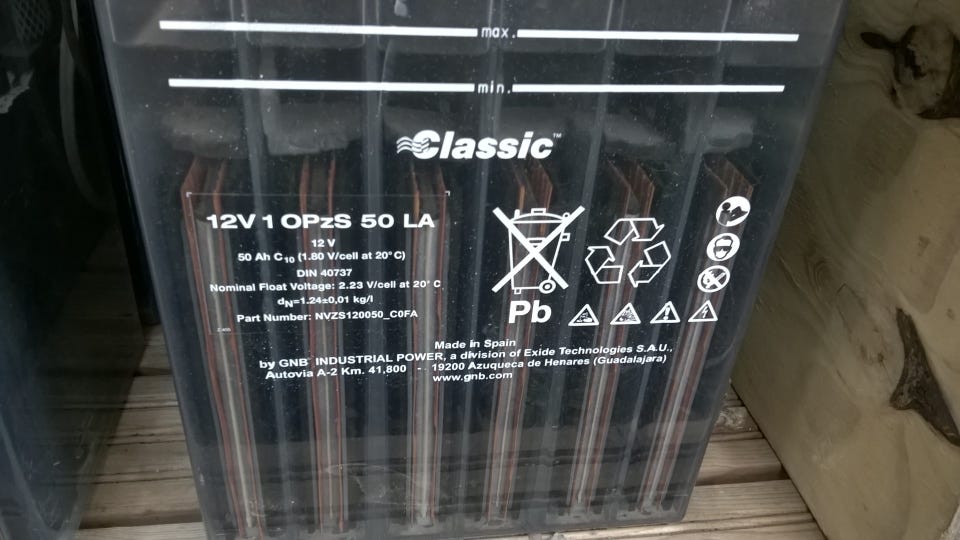 max.
min.
Classic™
12V 1 OPzS 50 LA
12 V
50 Ah C10 (1.80 V/cell at 20°C)
DIN 40737
Nominal Float Voltage: 2.23 V/cell at 20° C
dN=1.24±0,01 kg/l
Part Number: NVZS120050_C0FA
Pb
Made in Spain
by GNB INDUSTRIAL POWER, a division of Exide Technologies S.A.U.,
Autovia A-2 Km. 41,800 - 19200 Azuqueca de Henares (Guadalajara)
www.gnb.com